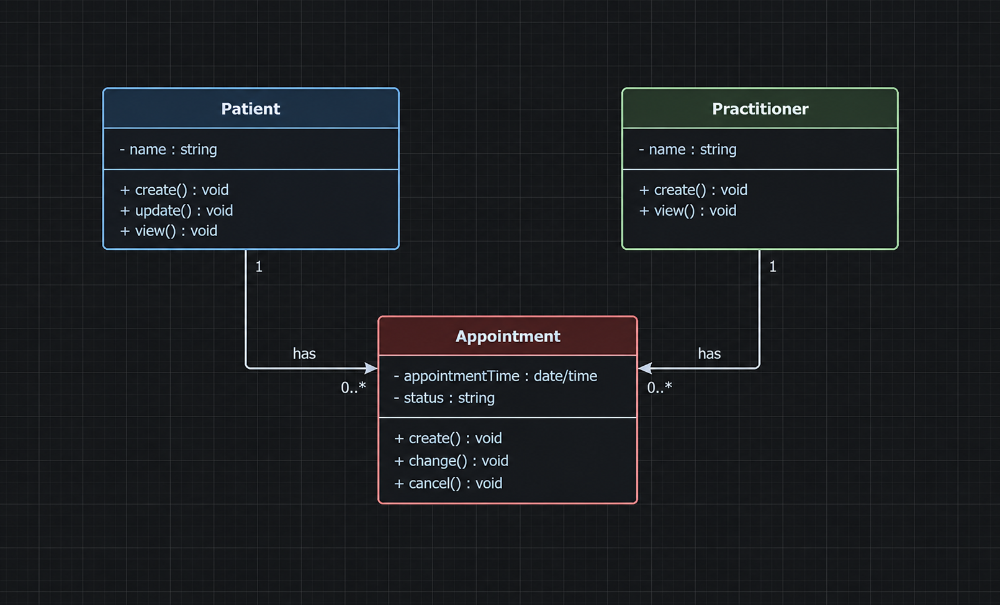 Patient
- name : string
+ create() : void
+ update() : void
+ view() : void
Practitioner
- name : string
+ create() : void
+ view() : void
1
1
has
0..*
has
0..*
Appointment
- appointmentTime : date/time
- status : string
+ create() : void
+ change() : void
+ cancel() : void